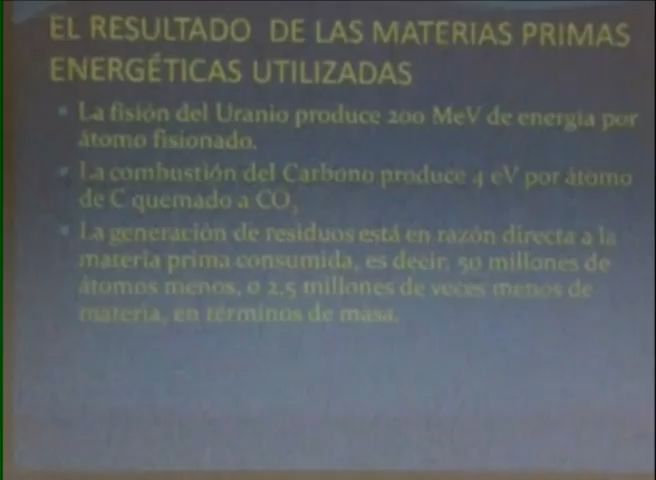 EL RESULTADO DE LAS MATERIAS PRIMAS
ENERGÉTICAS UTILIZADAS
La fisión del Uranio produce 200 MeV de energía por
átomo fisionado.
La combustión del Carbono produce 4 eV por átomo
de C quemado a CO₂
La generación de residuos está en razón directa a la
materia prima consumida, es decir, 50 millones de
átomos menos, o 2.5 millones de veces menos de
materia, en términos de masa.